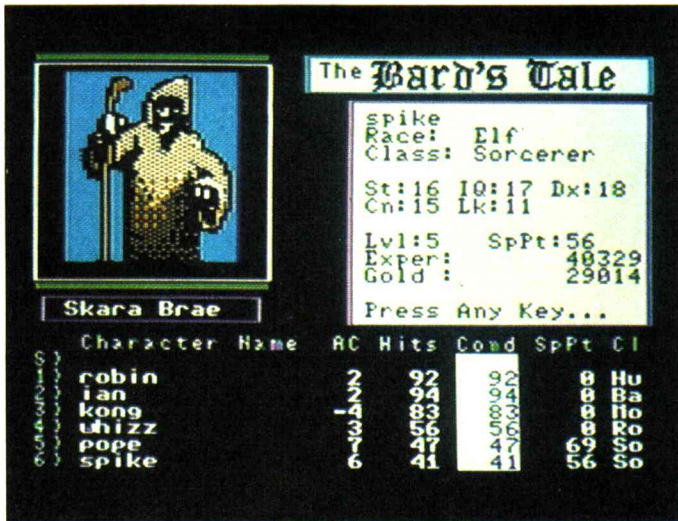 The Bard's Tale
spike
Race: Elf
Class: Sorcerer
St:16 IQ:17 Dx:18
Cn:15 Lk:11
Lvl:5 SpPt:56
Exper: 40329
Gold : 29014
Press Any Key...
Skara Brae
Character Name AC Hits Cond SpPt Cl
S)
1) robin 2 92 92 0 Hu
2) ian 2 94 94 0 Ba
3) kong -4 83 83 0 Mo
4) whizz 3 56 56 0 Ro
5) pope 7 47 47 69 So
6) spike 6 41 41 56 So